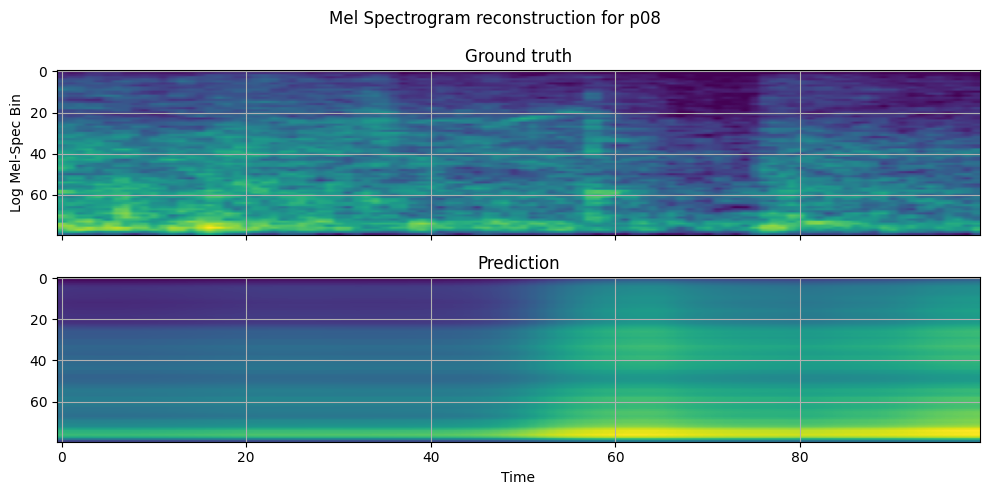 Mel Spectrogram reconstruction for p08
Ground truth
0
20
40
60
Log Mel-Spec Bin
Prediction
0
20
40
60
0 20 40 60 80
Time